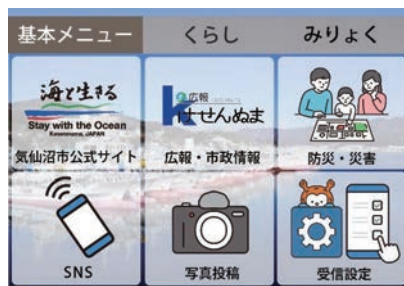 基本メニュー
くらし
みりょく
海と生きる
Stay with the Ocean
Kesennuma, JAPAN
気仙沼市公式サイト
広報
けせんぬま
広報・市政情報
防災・災害
SNS
写真投稿
受信設定